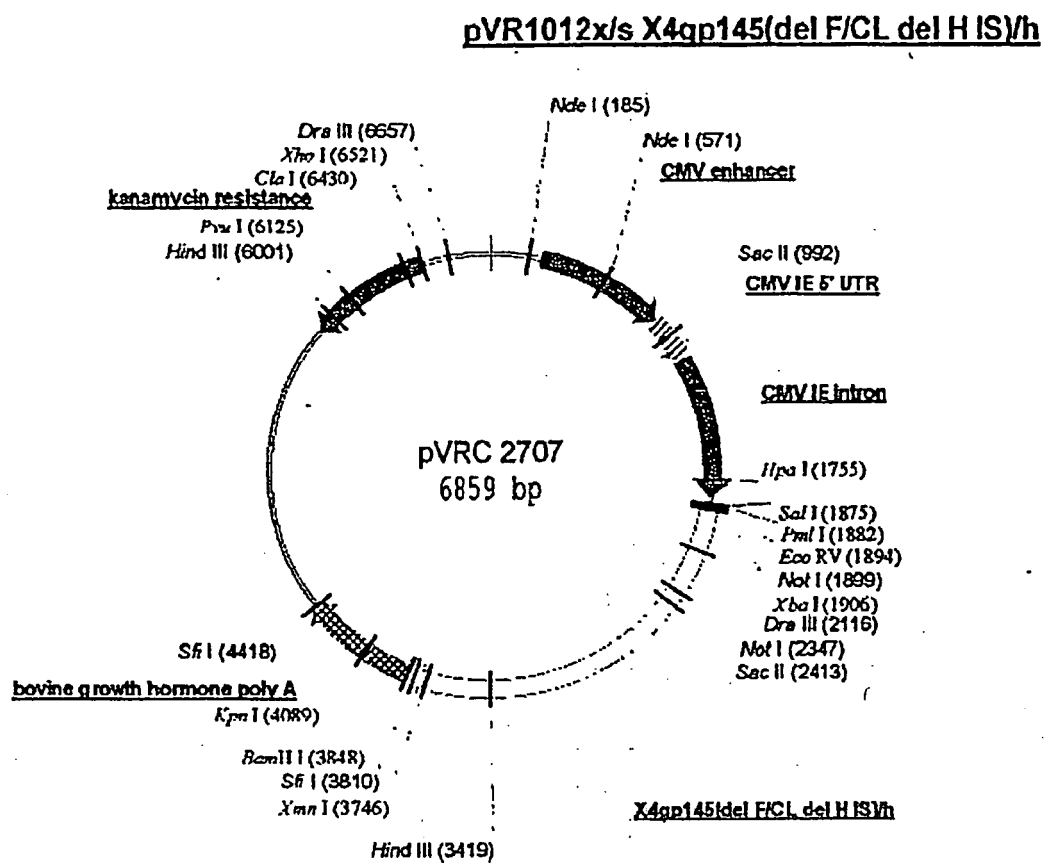 pVR1012x/s X4gp145(del F/CL del H IS)/h
Nde I (185)
Nde I (571)
CMV enhancer
Sac II (992)
CMV IE 5' UTR
CMV IE intron
Hpa I (1755)
Sal I (1875)
Pml I (1882)
Eco RV (1894)
Not I (1899)
Xba I (1906)
Dra III (2116)
Not I (2347)
Sac II (2413)
X4gp145(del F/CL del H IS)/h
Hind III (3419)
Xmn I (3746)
Sfi I (3810)
BamH I (3848)
Kpn I (4089)
bovine growth hormone poly A
Sfi I (4418)
Hind III (6001)
Pvu I (6125)
kanamycin resistance
Cla I (6430)
Xho I (6521)
Dra III (6657)
pVRC 2707
6859 bp